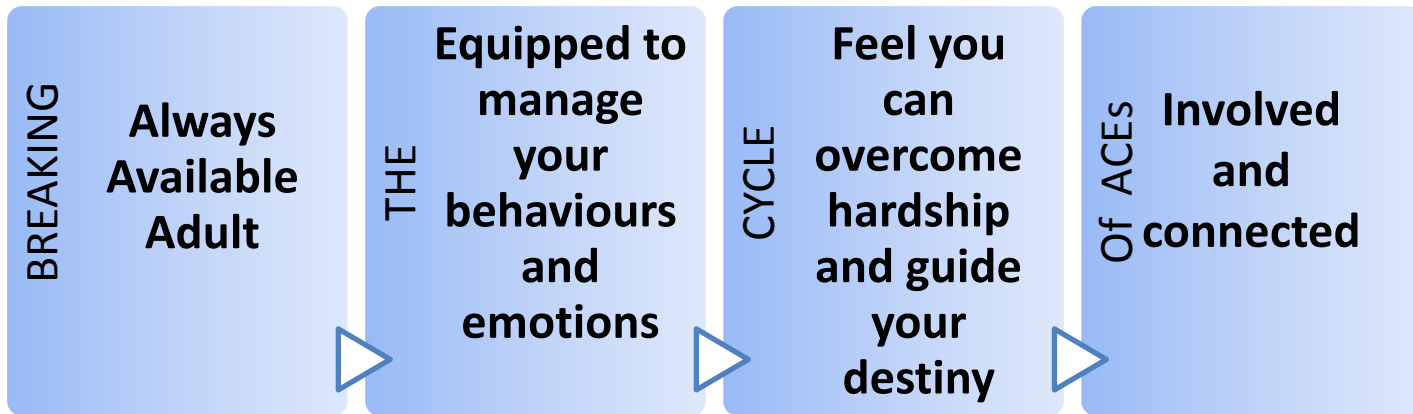 BREAKING
Always
Available
Adult
THE
Equipped to
manage
your
behaviours
and
emotions
CYCLE
Feel you
can
overcome
hardship
and guide
your
destiny
Of ACEs
Involved
and
connected